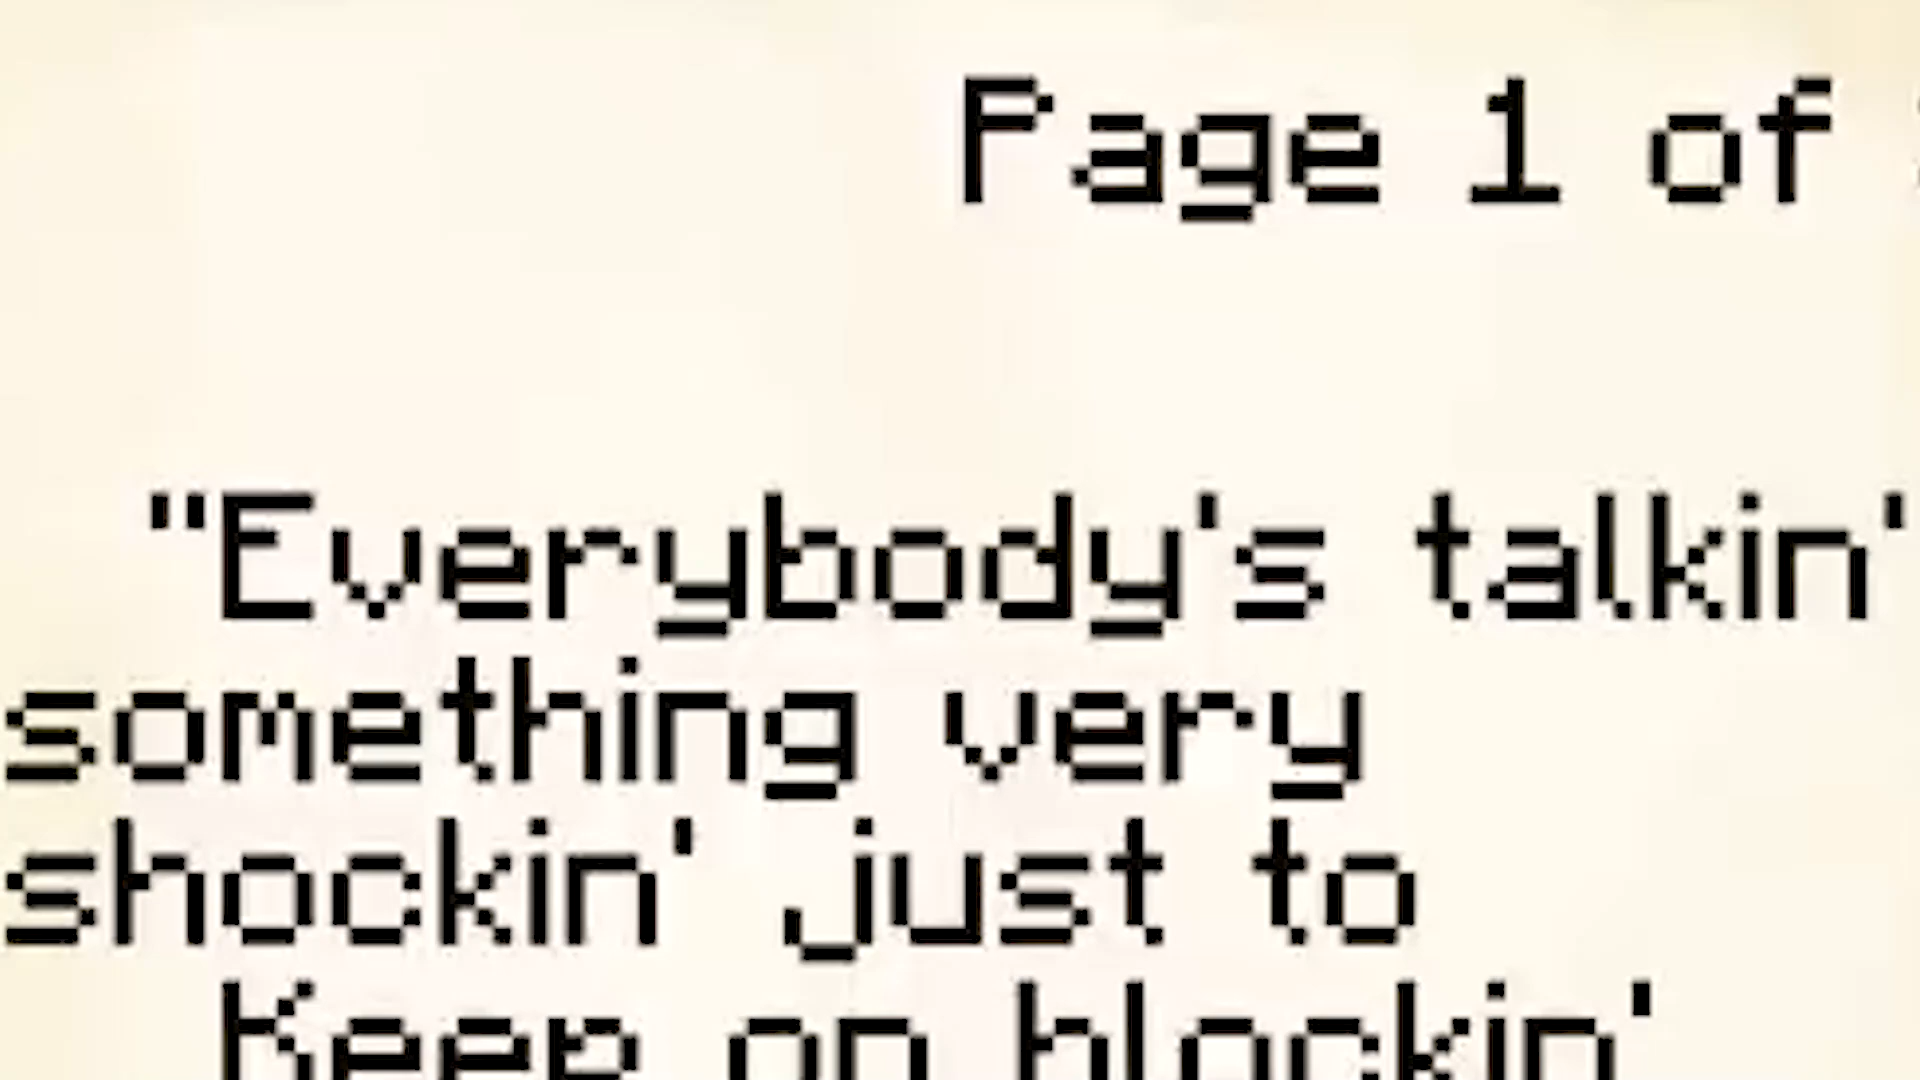 Page 1 of
"Everybody's talkin'
something very
shockin' just to
Keep on blockin'